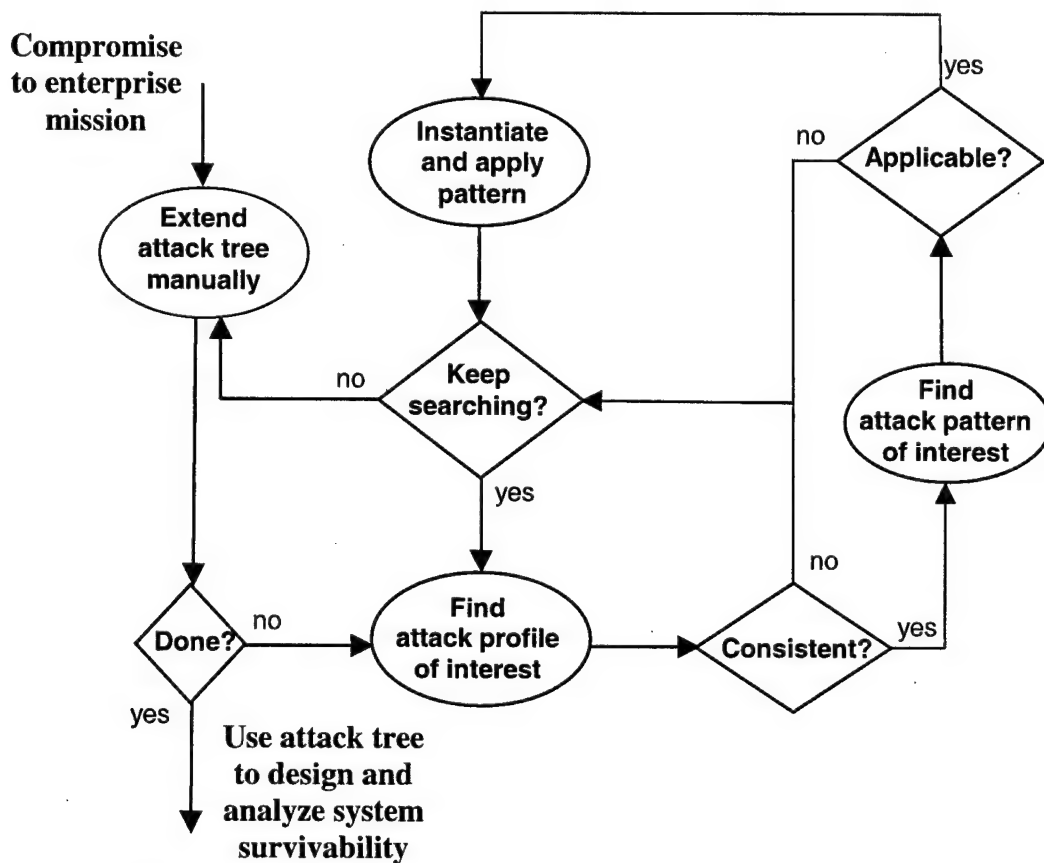 Compromise
to enterprise
mission
Extend
attack tree
manually
Instantiate
and apply
pattern
yes
no
Applicable?
no
Keep
searching?
yes
Find
attack pattern
of interest
no
Done?
no
Find
attack profile
of interest
Consistent?
yes
yes
Use attack tree
to design and
analyze system
survivability